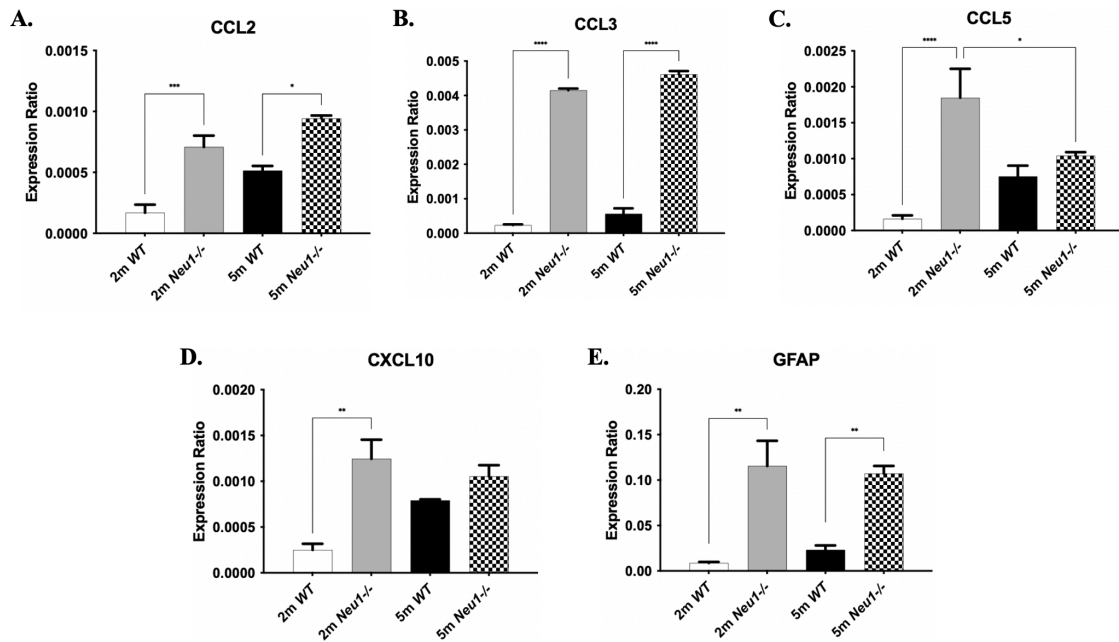 A.
CCL2
Expression Ratio
0.0015
0.0010
0.0005
0.0000
***
*
2m WT
2m Neu1-/-
5m WT
5m Neu1-/-
B.
CCL3
Expression Ratio
0.005
0.004
0.003
0.002
0.001
0.000
****
****
2m WT
2m Neu1-/-
5m WT
5m Neu1-/-
C.
CCL5
Expression Ratio
0.0025
0.0020
0.0015
0.0010
0.0005
0.0000
****
*
2m WT
2m Neu1-/-
5m WT
5m Neu1-/-
D.
CXCL10
Expression Ratio
0.0020
0.0015
0.0010
0.0005
0.0000
**
2m WT
2m Neu1-/-
5m WT
5m Neu1-/-
E.
GFAP
Expression Ratio
0.20
0.15
0.10
0.05
0.00
**
**
2m WT
2m Neu1-/-
5m WT
5m Neu1-/-